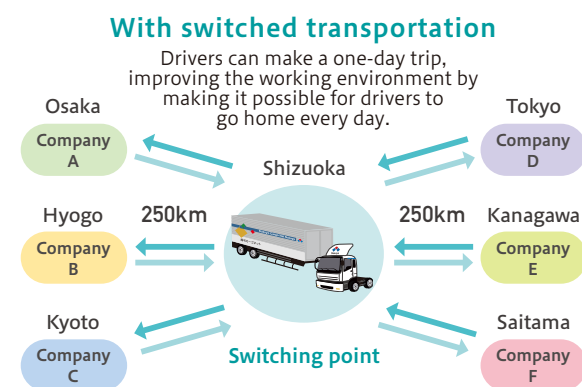 With switched transportation
Drivers can make a one-day trip,
improving the working environment by
making it possible for drivers to
go home every day.
Osaka
Company
A
Tokyo
Company
D
Shizuoka
Hyogo
250km
Company
B
250km
Kanagawa
Company
E
Kyoto
Company
C
Switching point
Saitama
Company
F